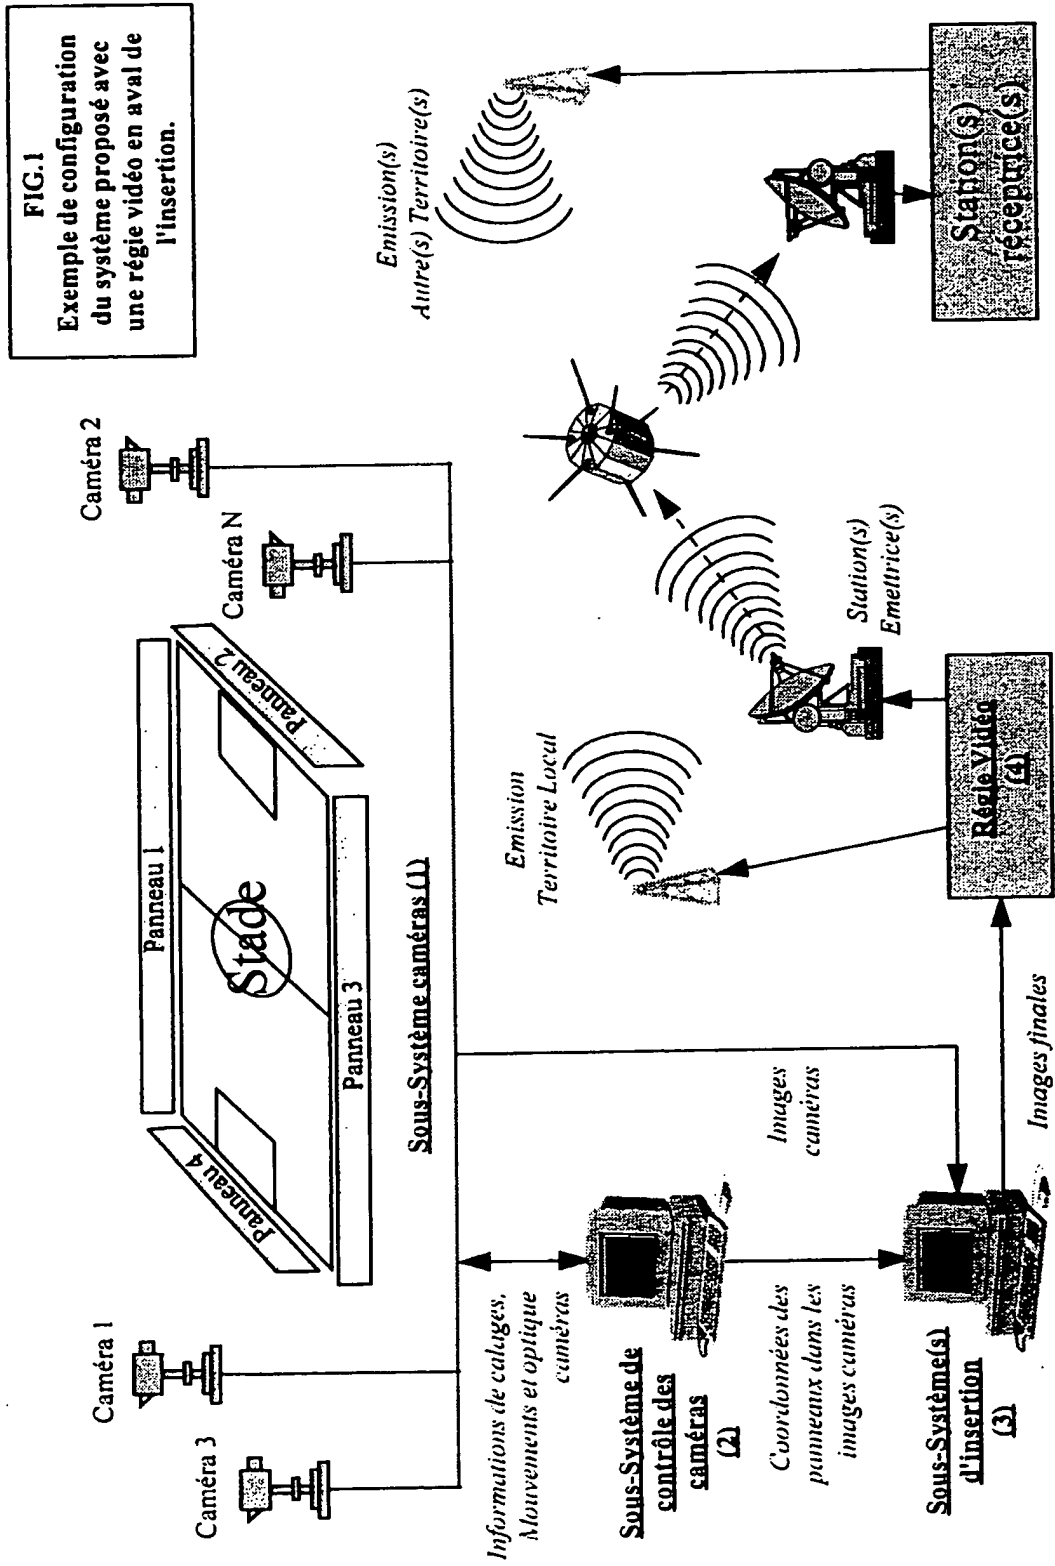 FIG.1
Exemple de configuration
du système proposé avec
une régie vidéo en aval de
l'insertion.
Caméra 3
Caméra 1
Caméra 2
Caméra N
Panneau 1
Panneau 2
Panneau 4
Stade
Panneau 3
Sous-Système caméras (1)
Informations de calages,
Mouvements et optique
caméras
Sous-Système de
contrôle des
caméras
(2)
Images
caméras
Coordonnées des
panneaux dans les
images caméras
Sous-Système(s)
d'insertion
(3)
Images finales
Régie Vidéo
(4)
Emission
Territoire Local
Station(s)
Emettrice(s)
Emission(s)
Autre(s) Territoire(s)
Station(s)
réceptrice(s)